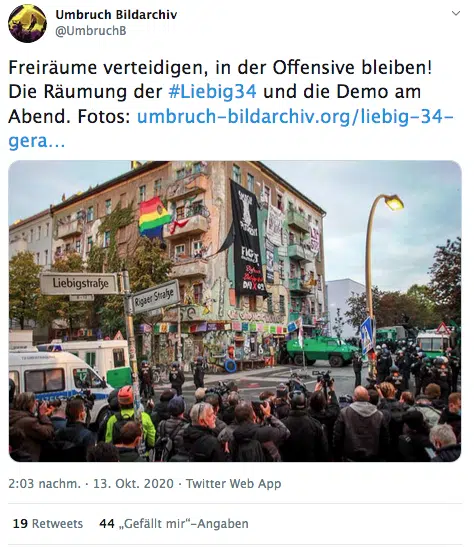 Umbruch Bildarchiv
@UmbruchB
Freiräume verteidigen, in der Offensive bleiben!
Die Räumung der #Liebig34 und die Demo am
Abend. Fotos: umbruch-bildarchiv.org/liebig-34-
gera…
Liebigstraße
Rigaer Straße
2:03 nachm. · 13. Okt. 2020 · Twitter Web App
19 Retweets 44 „Gefällt mir“-Angaben